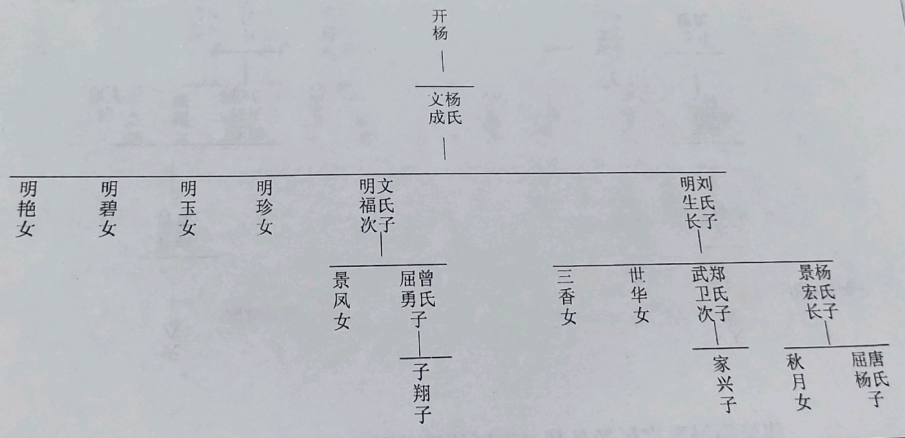 开杨
杨氏
文成
刘氏子
明生长
文氏子
明福次
明珍女
明玉女
明碧女
明艳女
杨氏子
景宏长
郑氏子
武卫次
世华女
三香女
曾氏子
屈勇
景凤女
唐氏子
屈杨
秋月女
家兴子
子翔子